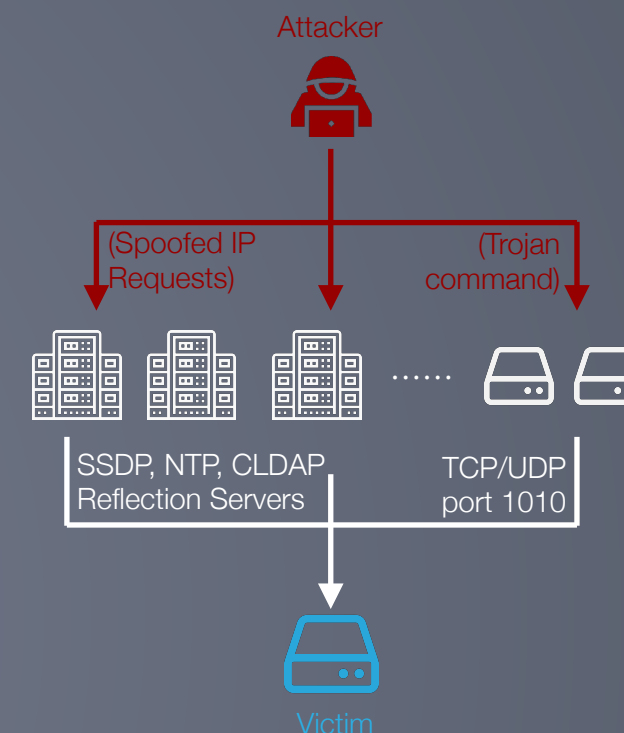 Attacker
(Spoofed IP
Requests)
(Trojan
command)
......
SSDP, NTP, CLDAP
Reflection Servers
TCP/UDP
port 1010
Victim